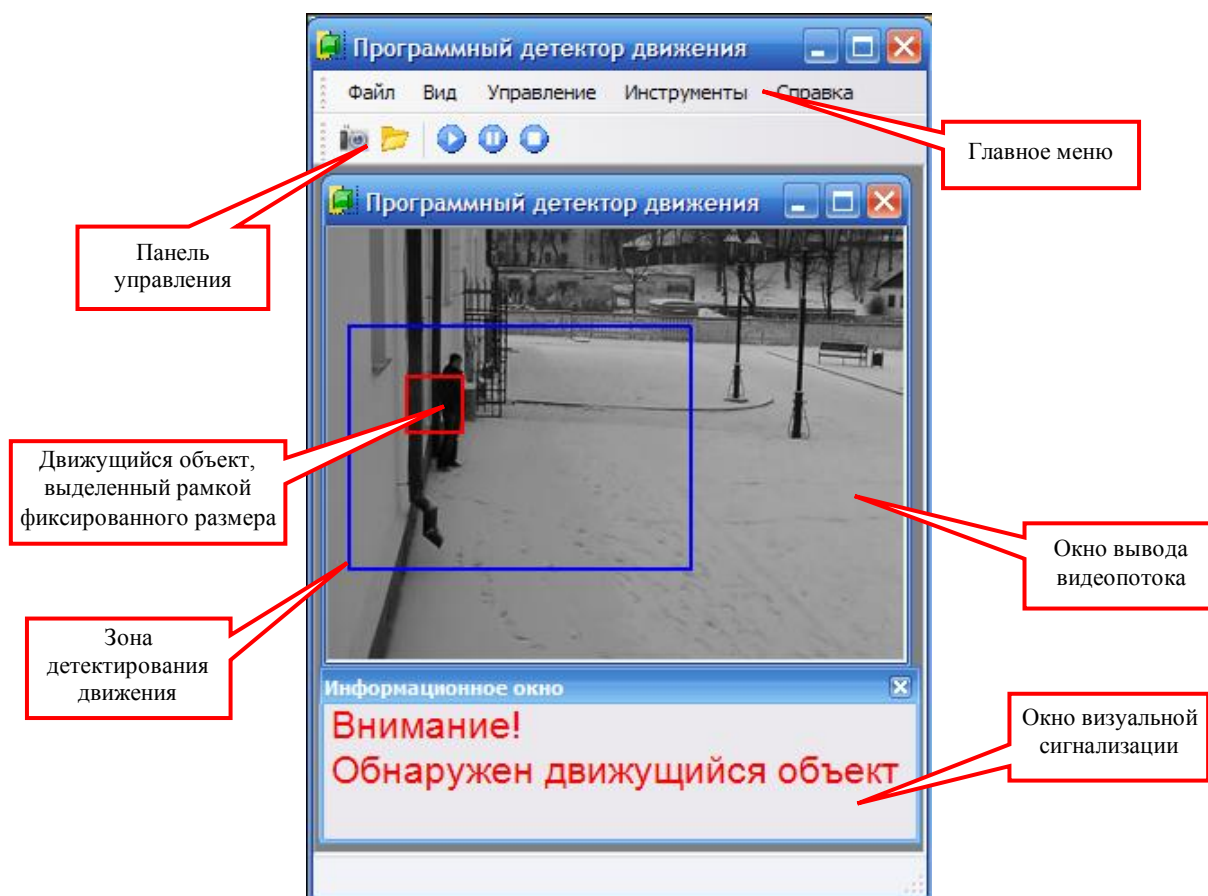 Программный детектор движения
Файл Вид Управление Инструменты Справка
Главное меню
Программный детектор движения
Панель
управления
Движущийся объект,
выделенный рамкой
фиксированного размера
Окно вывода
видеопотока
Зона
детектирования
движения
Информационное окно
Внимание!
Обнаружен движущийся объект
Окно визуальной
сигнализации